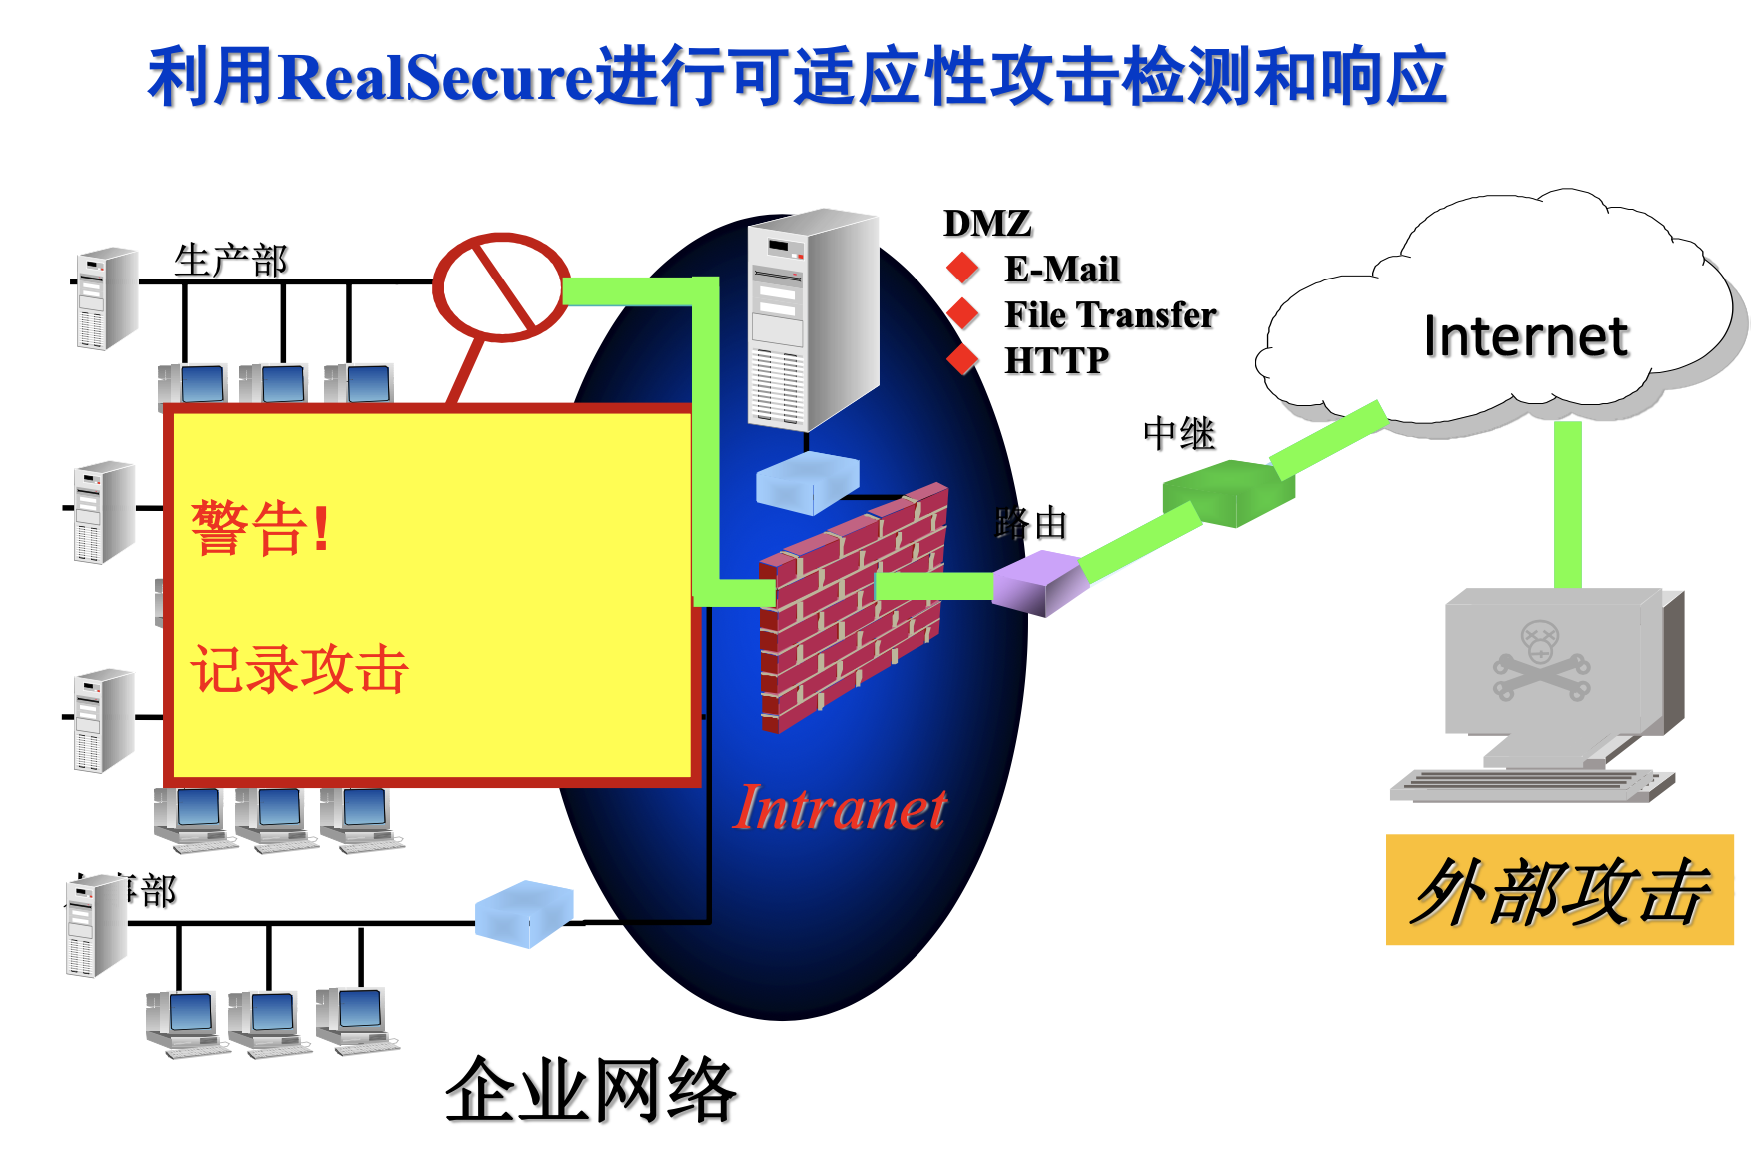 利用RealSecure进行可适应性攻击检测和响应
DMZ
E-Mail
File Transfer
HTTP
生产部
Internet
中继
路由
警告!
记录攻击
Intranet
外部攻击
部
企业网络